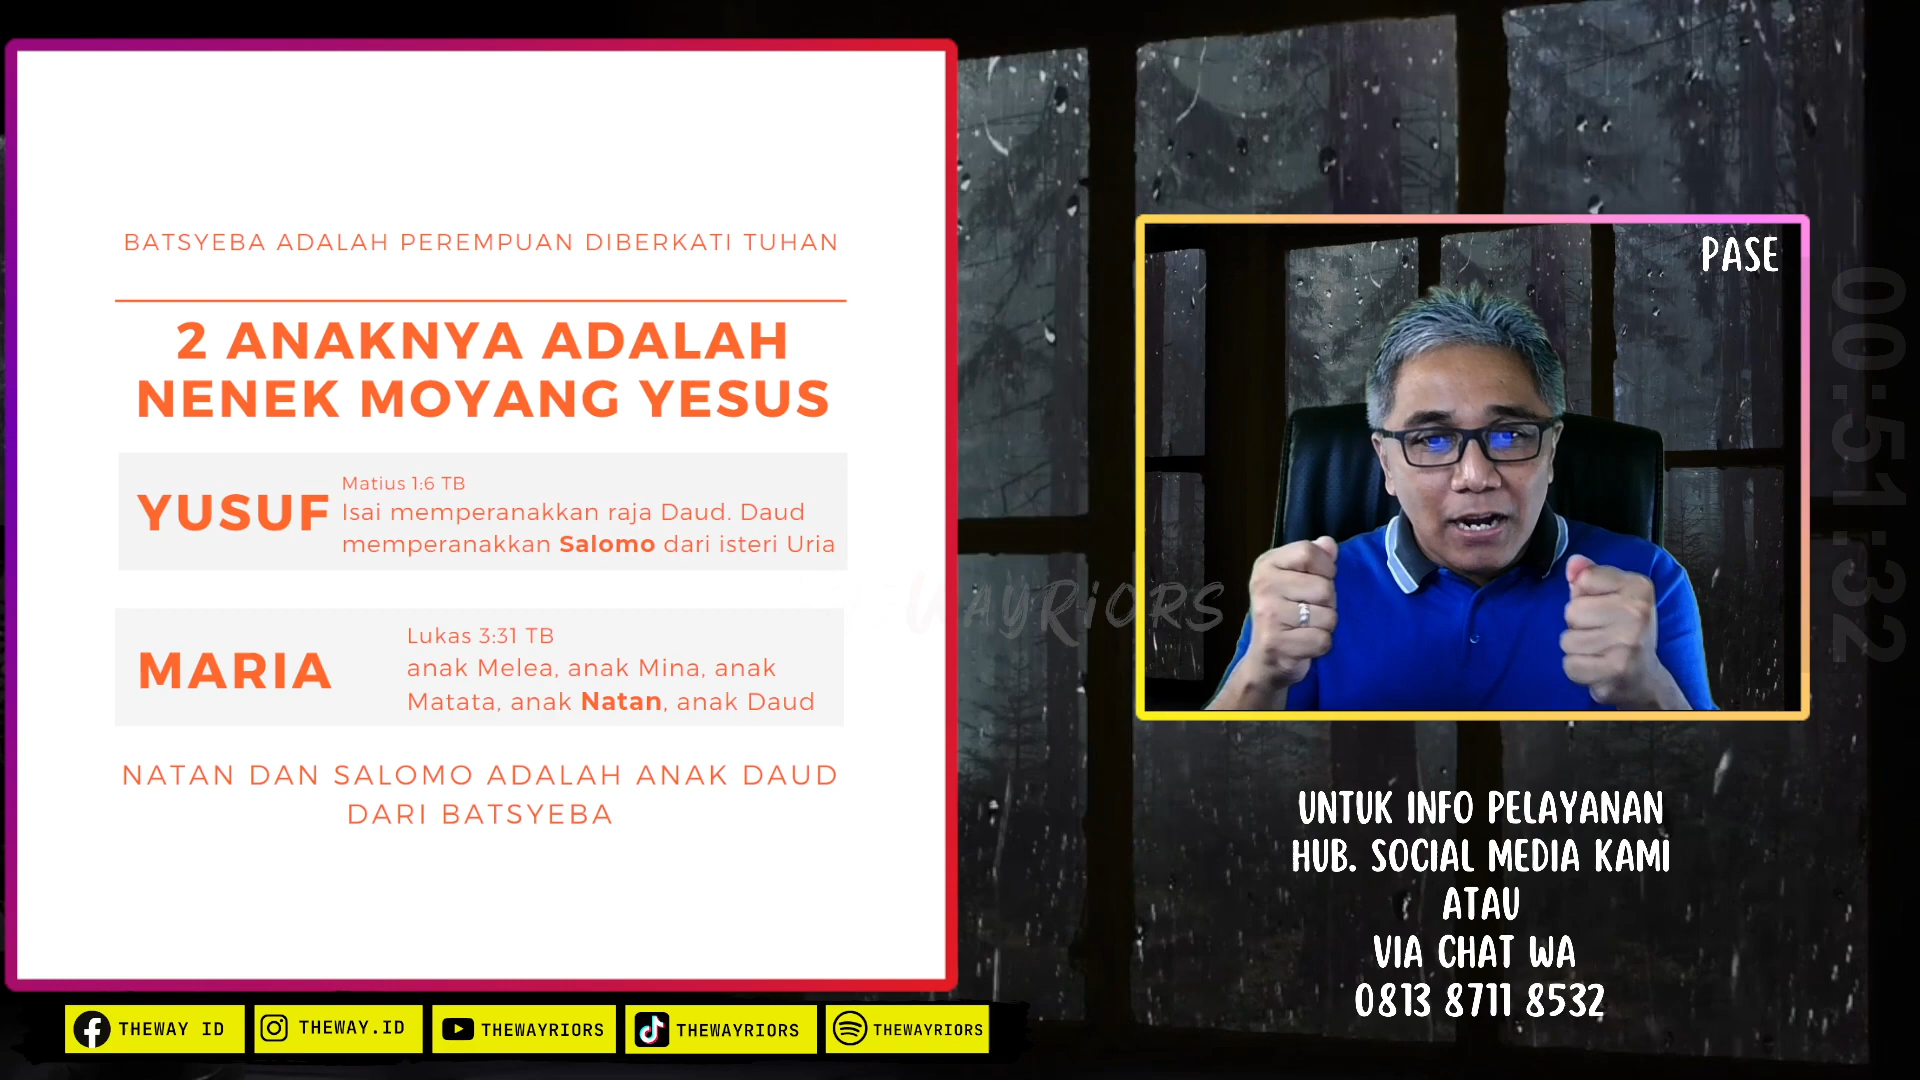 BATSYEBA ADALAH PEREMPUAN DIBERKATI TUHAN
2 ANAKNYA ADALAH
NENEK MOYANG YESUS
YUSUF
Matius 1:6 TB
Isai memperanakkan raja Daud. Daud
memperanakkan Salomo dari isteri Uria
MARIA
Lukas 3:31 TB
anak Melea, anak Mina, anak
Matata, anak Natan, anak Daud
NATAN DAN SALOMO ADALAH ANAK DAUD
DARI BATSYEBA
PASE
00:51:32
UNTUK INFO PELAYANAN
HUB. SOCIAL MEDIA KAMI
ATAU
VIA CHAT WA
0813 8711 8532
THEWAY ID
THEWAY.ID
THEWAYRIORS
THEWAYRIORS
THEWAYRIORS